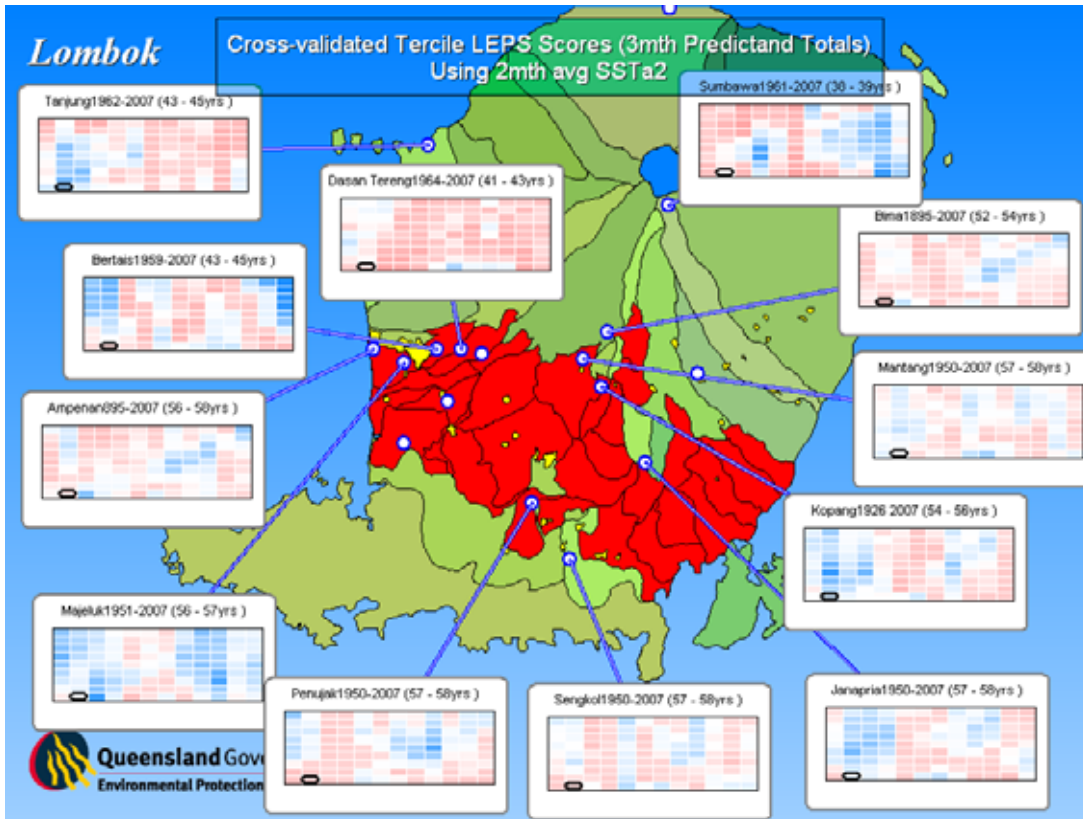 Lombok
Cross-validated Tercile LEPS Scores (3mth Predictand Totals)
Using 2mth avg SSTa2
Tanjung1962-2007 (43 - 45yrs )
Sumbawa1961-2007 (38 - 39yrs )
Dasan Tereng1964-2007 (41 - 43yrs )
Bima1895-2007 (52 - 54yrs )
Bertais1959-2007 (43 - 45yrs )
Mantang1950-2007 (57 - 58yrs )
Ampenan895-2007 (56 - 58yrs )
Kopang1926 2007 (54 - 56yrs )
Majeluk1951-2007 (56 - 57yrs )
Penujak1950-2007 (57 - 58yrs )
Sengkol1950-2007 (57 - 58yrs )
Janapria1950-2007 (57 - 58yrs )
Queensland Gove
Environmental Protection